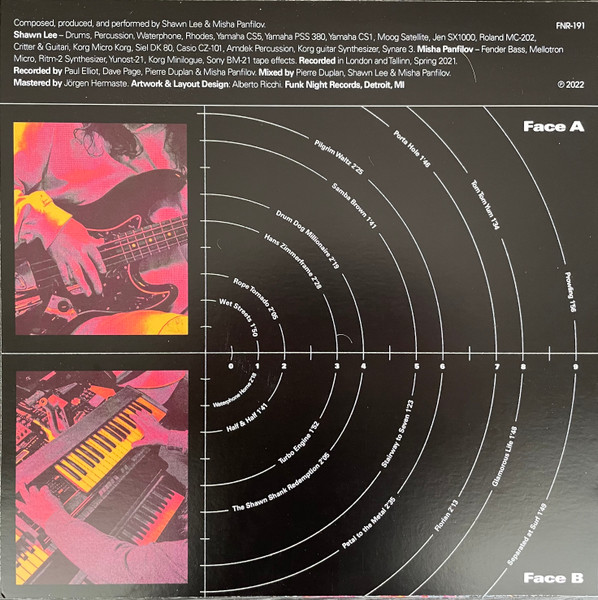 Composed, produced, and performed by Shawn Lee & Misha Panfilov.
Shawn Lee – Drums, Percussion, Waterphone, Rhodes, Yamaha CS5, Yamaha PSS 380, Yamaha CS1, Moog Satellite, Jen SX1000, Roland MC-202,
Critter & Guitari, Korg Micro Korg, Siel DK 80, Casio CZ-101, Amdek Percussion, Korg guitar Synthesizer, Synare 3. Misha Panfilov – Fender Bass, Mellotron
Micro, Ritm-2 Synthesizer, Yunost-21, Korg Minilogue, Sony BM-21 tape effects. Recorded in London and Tallinn, Spring 2021.
Recorded by Paul Elliot, Dave Page, Pierre Duplan & Misha Panfilov. Mixed by Pierre Duplan, Shawn Lee & Misha Panfilov.
Mastered by Jörgen Hermaste. Artwork & Layout Design: Alberto Ricchi. Funk Night Records, Detroit, MI
FNR-191
℗ 2022
Face A
Prowling 1'56
Tom Tom Yum 1'34
Porta Hole 1'46
Pilgrim Waltz 2'25
Samba Brown 1'41
Drum Dog Millionaire 2'19
Hans Zimmerframe 2'28
Rope Tornado 2'05
Wet Streets 1'50
0 1 2 3 4 5 6 7 8 9
Waterphone Home 2'18
Half & Half 1'41
Turbo Engine 1'52
The Shawn Shank Redemption 2'05
Stairway to Seven 1'23
Petal to the Metal 2'35
Florian 2'13
Glamorous Life 1'48
Separated at Surf 1'49
Face B